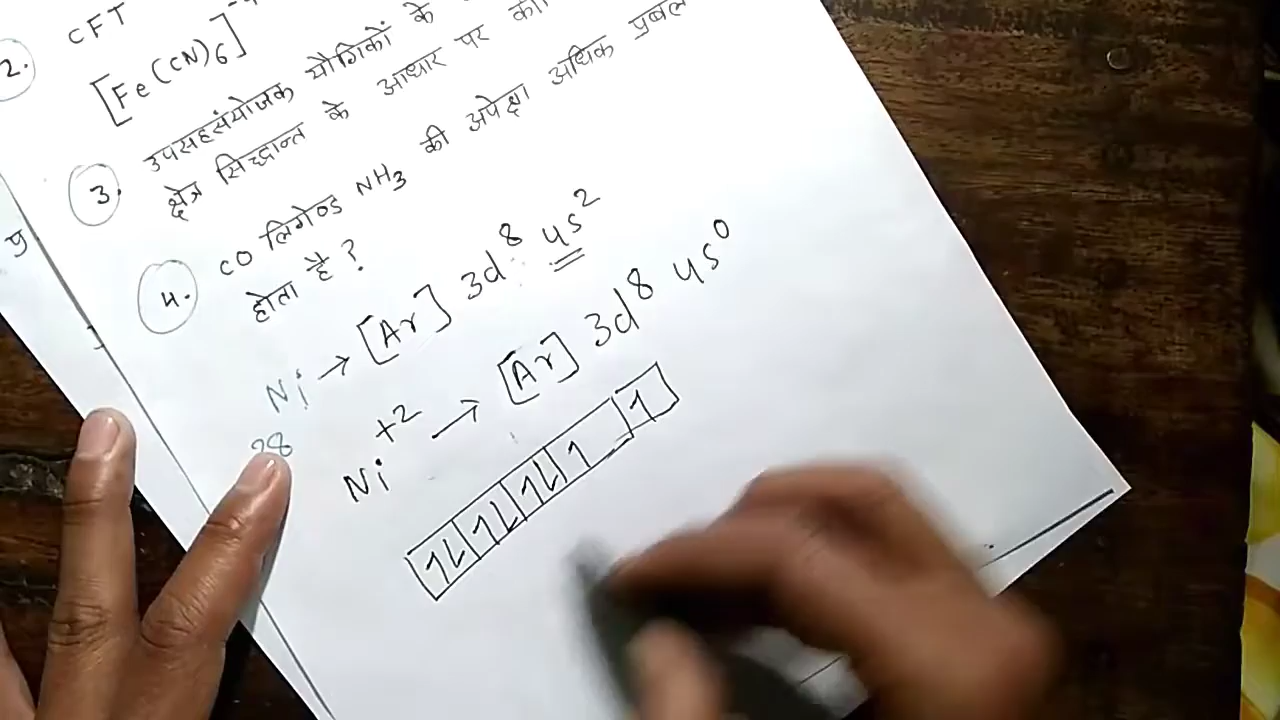 CFT
2.
[Fe(CN)6]-4
3. उपसहसंयोजक यौगिकों के
क्षेत्र सिद्धान्त के आधार पर
4. CO लिगेण्ड NH3 की अपेक्षा अधिक प्रबल
होता है ?
Ni → [Ar] 3d8 4s2
28
Ni+2 → [Ar] 3d8 4s0
1L 1L 1L 1 1
प्र